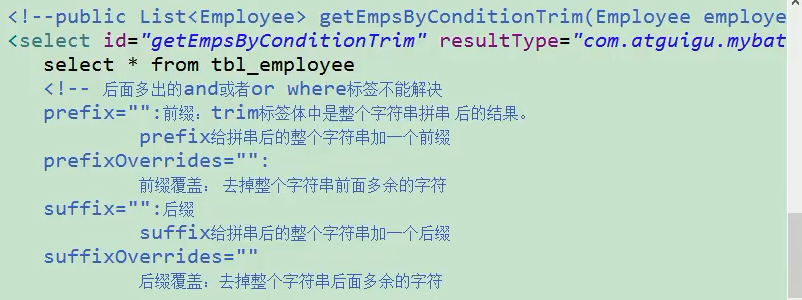 <!--public List<Employee> getEmpsByConditionTrim(Employee employe
<select id="getEmpsByConditionTrim" resultType="com.atguigu.mybat
select * from tbl_employee
<!-- 后面多出的and或者or where标签不能解决
prefix="":前缀：trim标签体中是整个字符串拼串 后的结果。
prefix给拼串后的整个字符串加一个前缀
prefixOverrides="":
前缀覆盖： 去掉整个字符串前面多余的字符
suffix="":后缀
suffix给拼串后的整个字符串加一个后缀
suffixOverrides=""
后缀覆盖：去掉整个字符串后面多余的字符